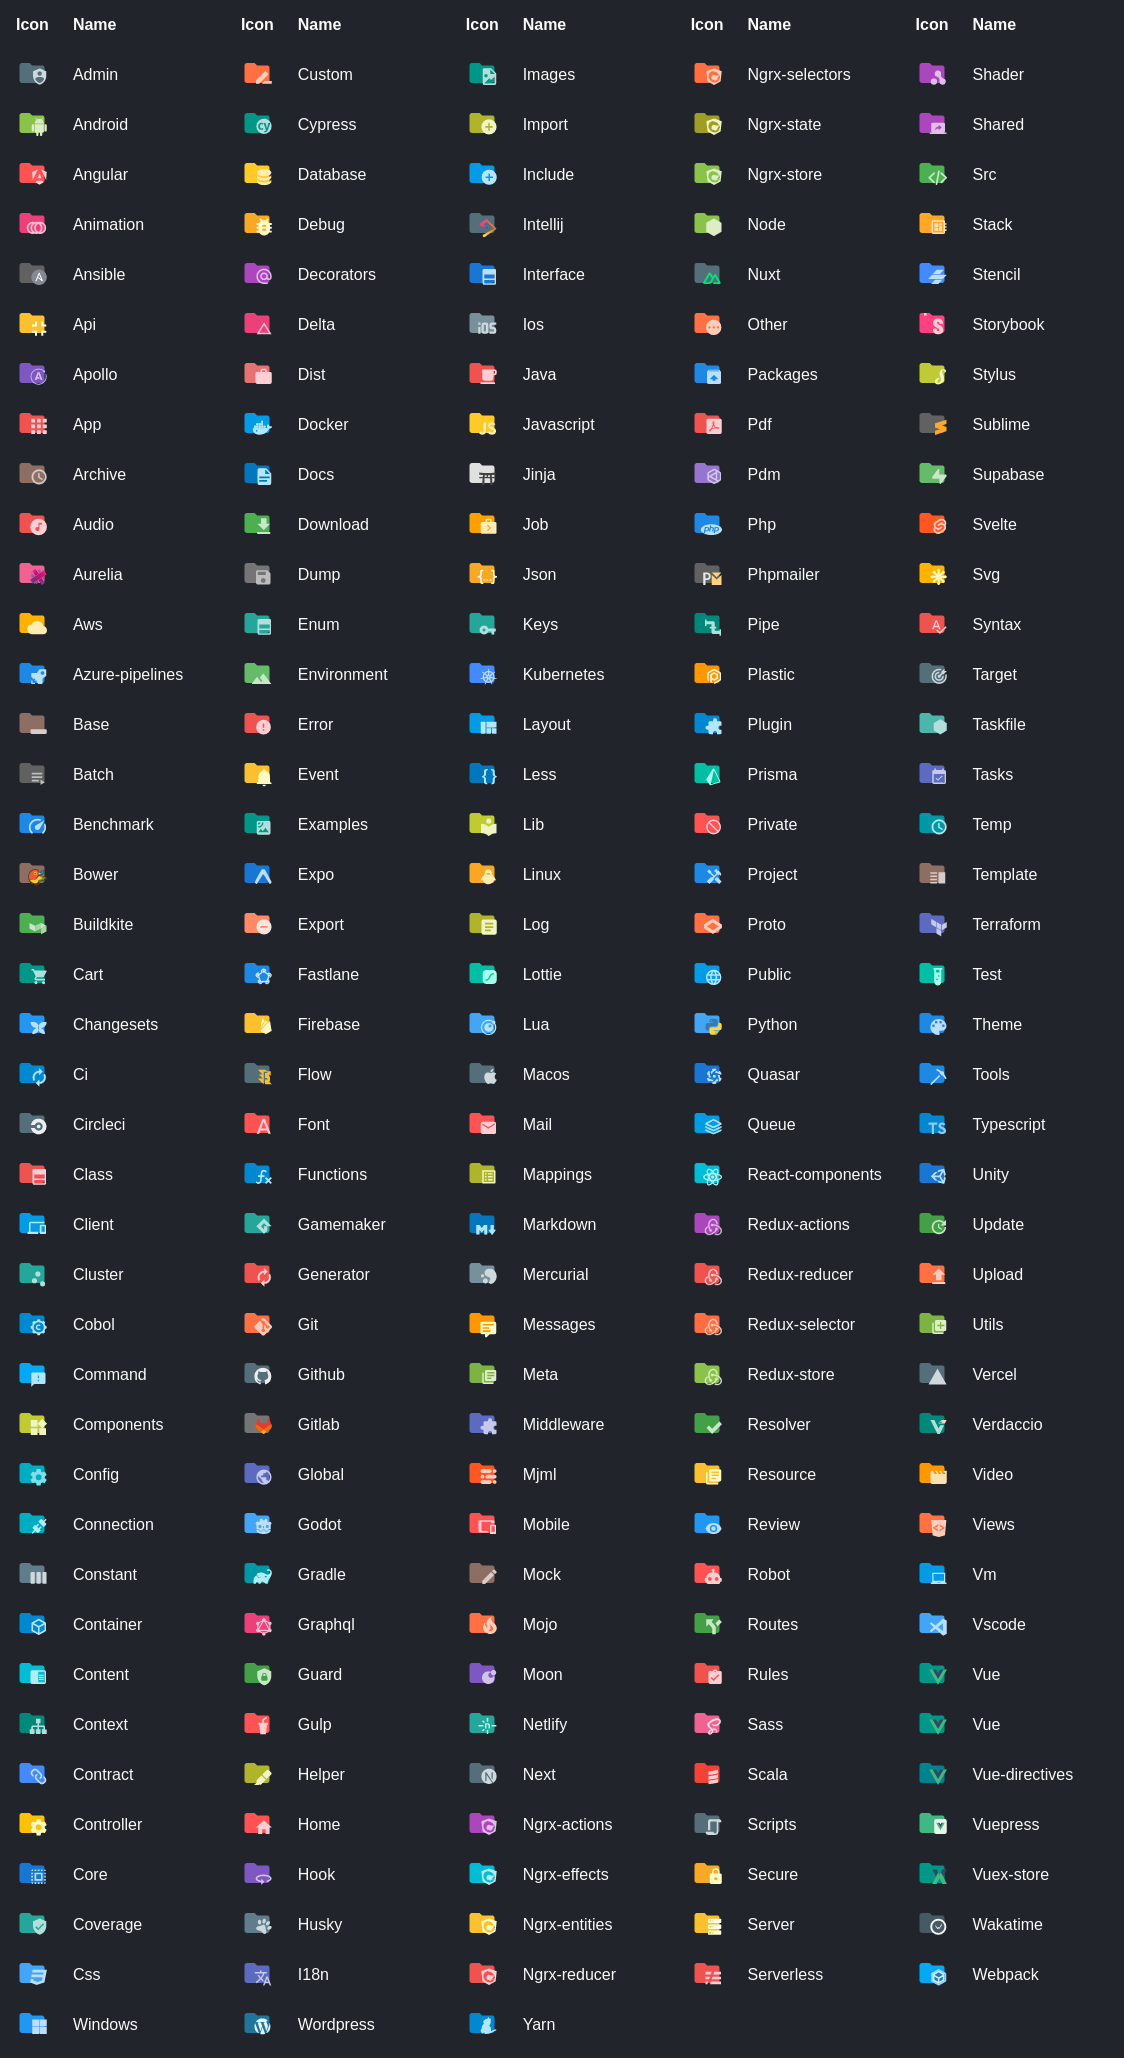 Icon Name Icon Name Icon Name Icon Name Icon Name
Admin Custom Images Ngrx-selectors Shader
Android Cypress Import Ngrx-state Shared
Angular Database Include Ngrx-store Src
Animation Debug Intellij Node Stack
Ansible Decorators Interface Nuxt Stencil
Api Delta Ios Other Storybook
Apollo Dist Java Packages Stylus
App Docker Javascript Pdf Sublime
Archive Docs Jinja Pdm Supabase
Audio Download Job Php Svelte
Aurelia Dump Json Phpmailer Svg
Aws Enum Keys Pipe Syntax
Azure-pipelines Environment Kubernetes Plastic Target
Base Error Layout Plugin Taskfile
Batch Event Less Prisma Tasks
Benchmark Examples Lib Private Temp
Bower Expo Linux Project Template
Buildkite Export Log Proto Terraform
Cart Fastlane Lottie Public Test
Changesets Firebase Lua Python Theme
Ci Flow Macos Quasar Tools
Circleci Font Mail Queue Typescript
Class Functions Mappings React-components Unity
Client Gamemaker Markdown Redux-actions Update
Cluster Generator Mercurial Redux-reducer Upload
Cobol Git Messages Redux-selector Utils
Command Github Meta Redux-store Vercel
Components Gitlab Middleware Resolver Verdaccio
Config Global Mjml Resource Video
Connection Godot Mobile Review Views
Constant Gradle Mock Robot Vm
Container Graphql Mojo Routes Vscode
Content Guard Moon Rules Vue
Context Gulp Netlify Sass Vue
Contract Helper Next Scala Vue-directives
Controller Home Ngrx-actions Scripts Vuepress
Core Hook Ngrx-effects Secure Vuex-store
Coverage Husky Ngrx-entities Server Wakatime
Css I18n Ngrx-reducer Serverless Webpack
Windows Wordpress Yarn